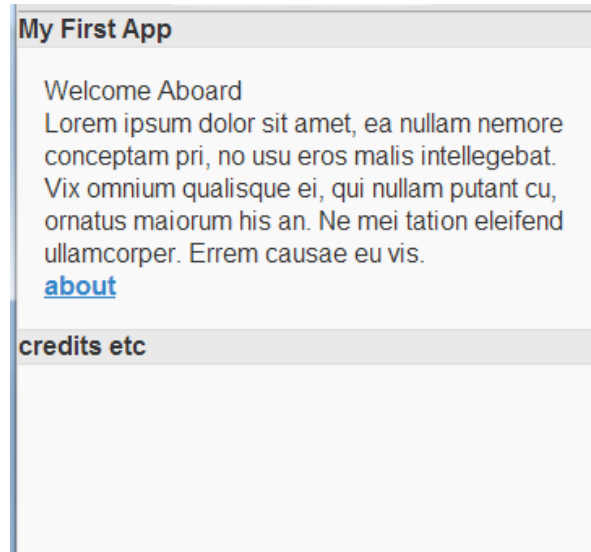 My First App
Welcome Aboard
Lorem ipsum dolor sit amet, ea nullam nemore
conceptam pri, no usu eros malis intellegebat.
Vix omnium qualisque ei, qui nullam putant cu,
ornatus maiorum his an. Ne mei tation eleifend
ullamcorper. Errem causae eu vis.
about
credits etc